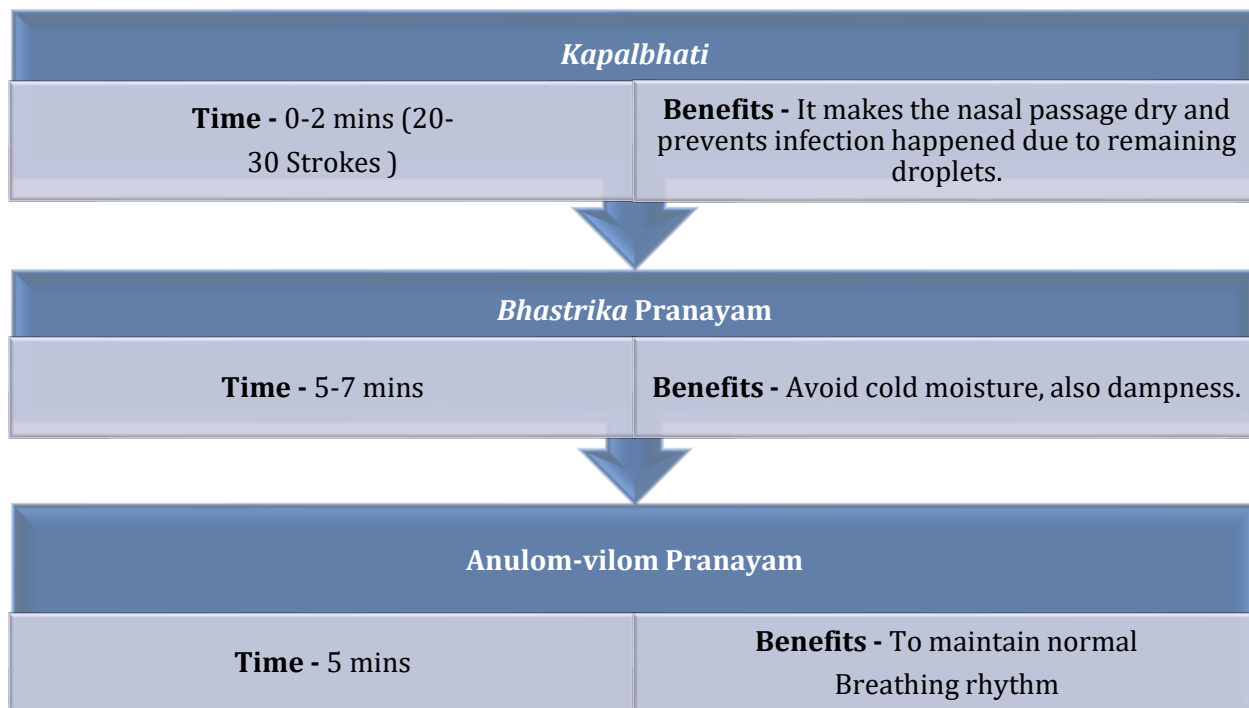 Kapalbhati
Time - 0-2 mins (20-
30 Strokes )
Benefits - It makes the nasal passage dry and
prevents infection happened due to remaining
droplets.
Bhastrika Pranayam
Time - 5-7 mins
Benefits - Avoid cold moisture, also dampness.
Anulom-vilom Pranayam
Time - 5 mins
Benefits - To maintain normal
Breathing rhythm